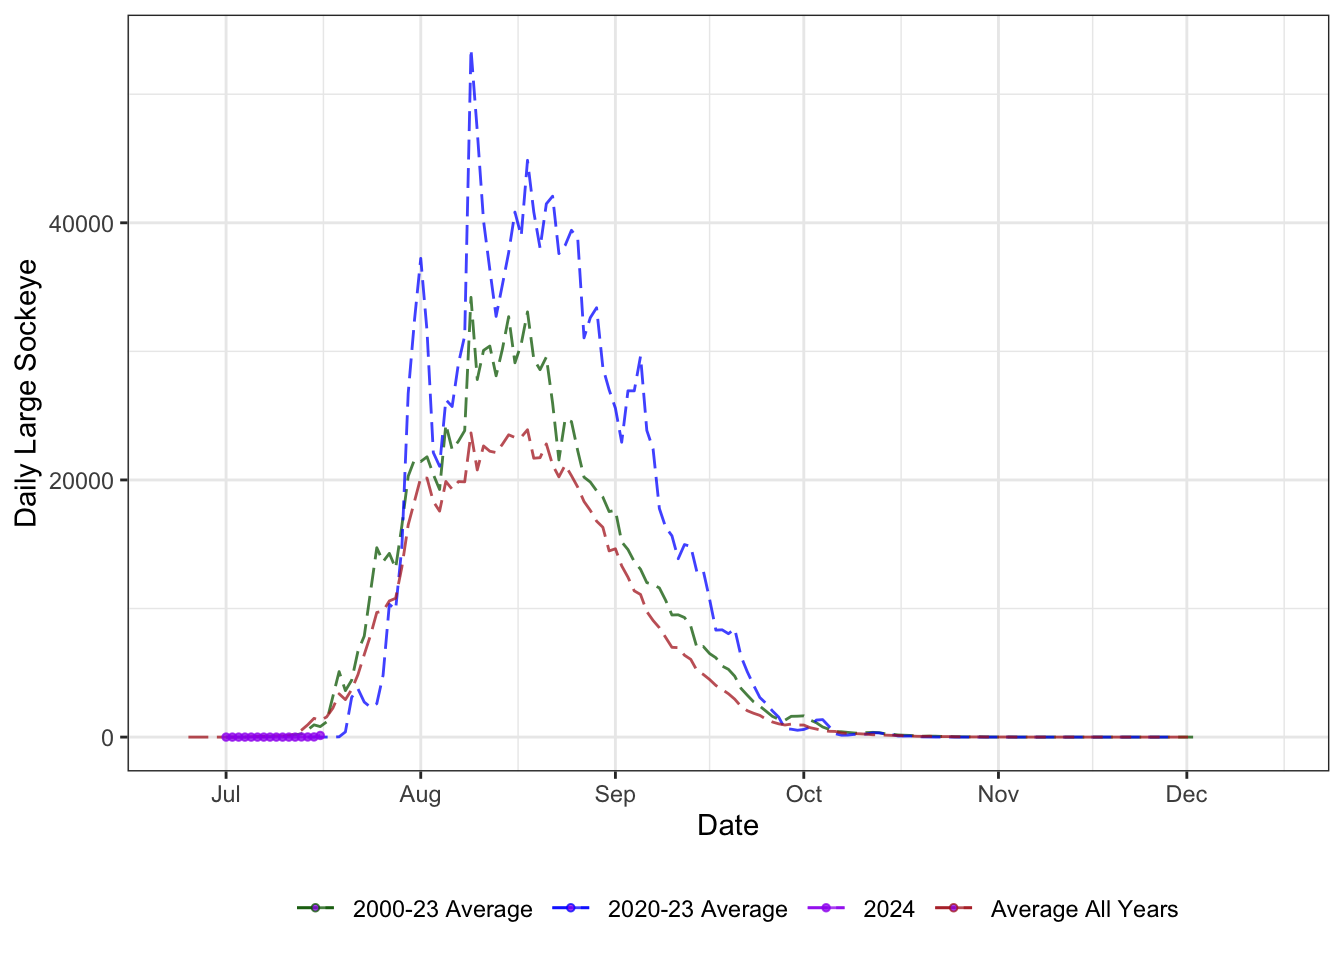 Daily Large Sockeye
40000
20000
0
Jul Aug Sep Oct Nov Dec
Date
2000-23 Average 2020-23 Average 2024 Average All Years